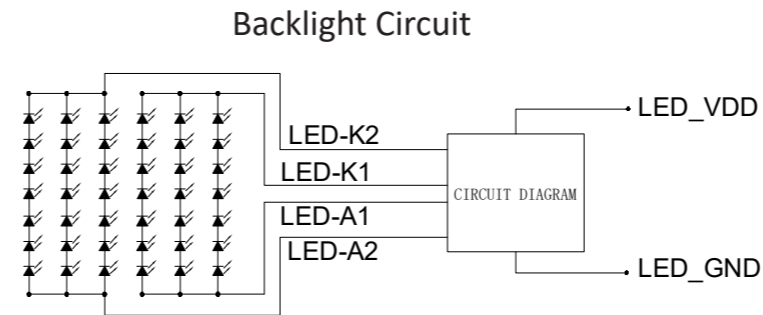 Backlight Circuit
LED_VDD
LED-K2
LED-K1
CIRCUIT DIAGRAM
LED-A1
LED-A2
LED_GND